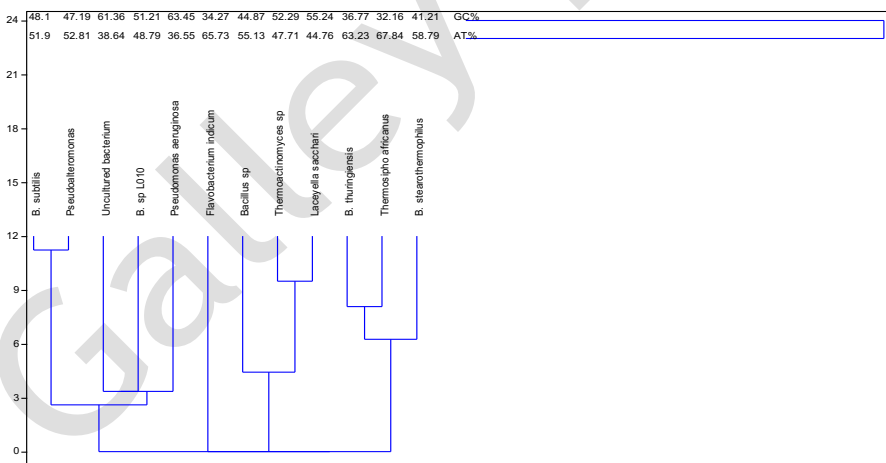 24 48.1 47.19 61.36 51.21 63.45 34.27 44.87 52.29 55.24 36.77 32.16 41.21 GC%
51.9 52.81 38.64 48.79 36.55 65.73 55.13 47.71 44.76 63.23 67.84 58.79 AT%
21
18
B. subtilis
Pseudoalteromonas
Uncultured bacterium
B. sp L010
Pseudomonas aeruginosa
Flavobacterium indicum
Bacillus sp
Thermoactinomyces sp
Laceyella sacchari
B. thuringiensis
Thermosipho africanus
B. stearothermophilus
15
12
9
6
3
0
Galley